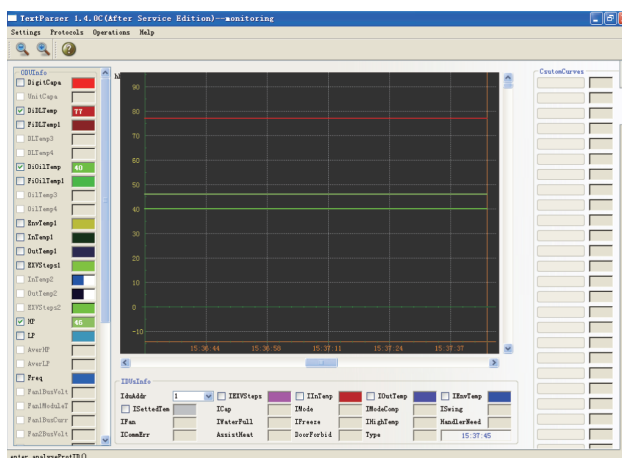 TextParser 1.4.0C(After Service Edition)--monitoring
Settings Protocols Operations Help
ODUInfo
DigitCapa
UnitCapa
DiDLTemp 77
FiDLTemp1
DLTemp3
DLTemp4
DiOilTemp 40
FiOilTemp1
OilTemp3
OilTemp4
EnvTemp1
InTemp1
OutTemp1
EXVSteps1
InTemp2
OutTemp2
EXVSteps2
HP 46
LP
AverHP
AverLP
Freq
Fan1BusVolt
Fan1ModuleT
Fan1BusCurr
Fan2BusVolt
90
80
70
60
50
40
30
20
10
0
-10
15:36:44 15:36:58 15:37:11 15:37:24 15:37:37
CsutomCurves
IDUsInfo
IduAddr 1 IEXVSteps IInTemp IOutTemp IEnvTemp
ISettedTem ICap IMode IModeComp ISwing
IFan IWaterFull IFreeze IHighTemp HandlerNeed
ICommErr AssistHeat DoorForbid Type 15:37:45
enter analyseProtTD()